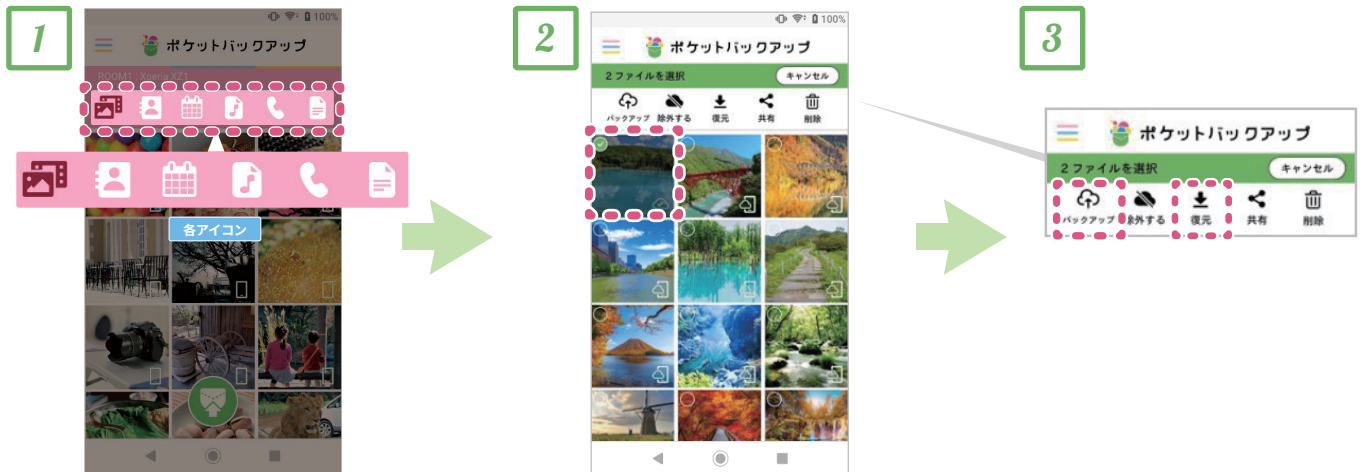 1
100%
ポケットバックアップ
ROOM1 : Xperia XZ1
各アイコン
2
100%
ポケットバックアップ
2ファイルを選択
キャンセル
バックアップ 除外する 復元 共有 削除
3
ポケットバックアップ
2ファイルを選択
キャンセル
バックアップ 除外する 復元 共有 削除